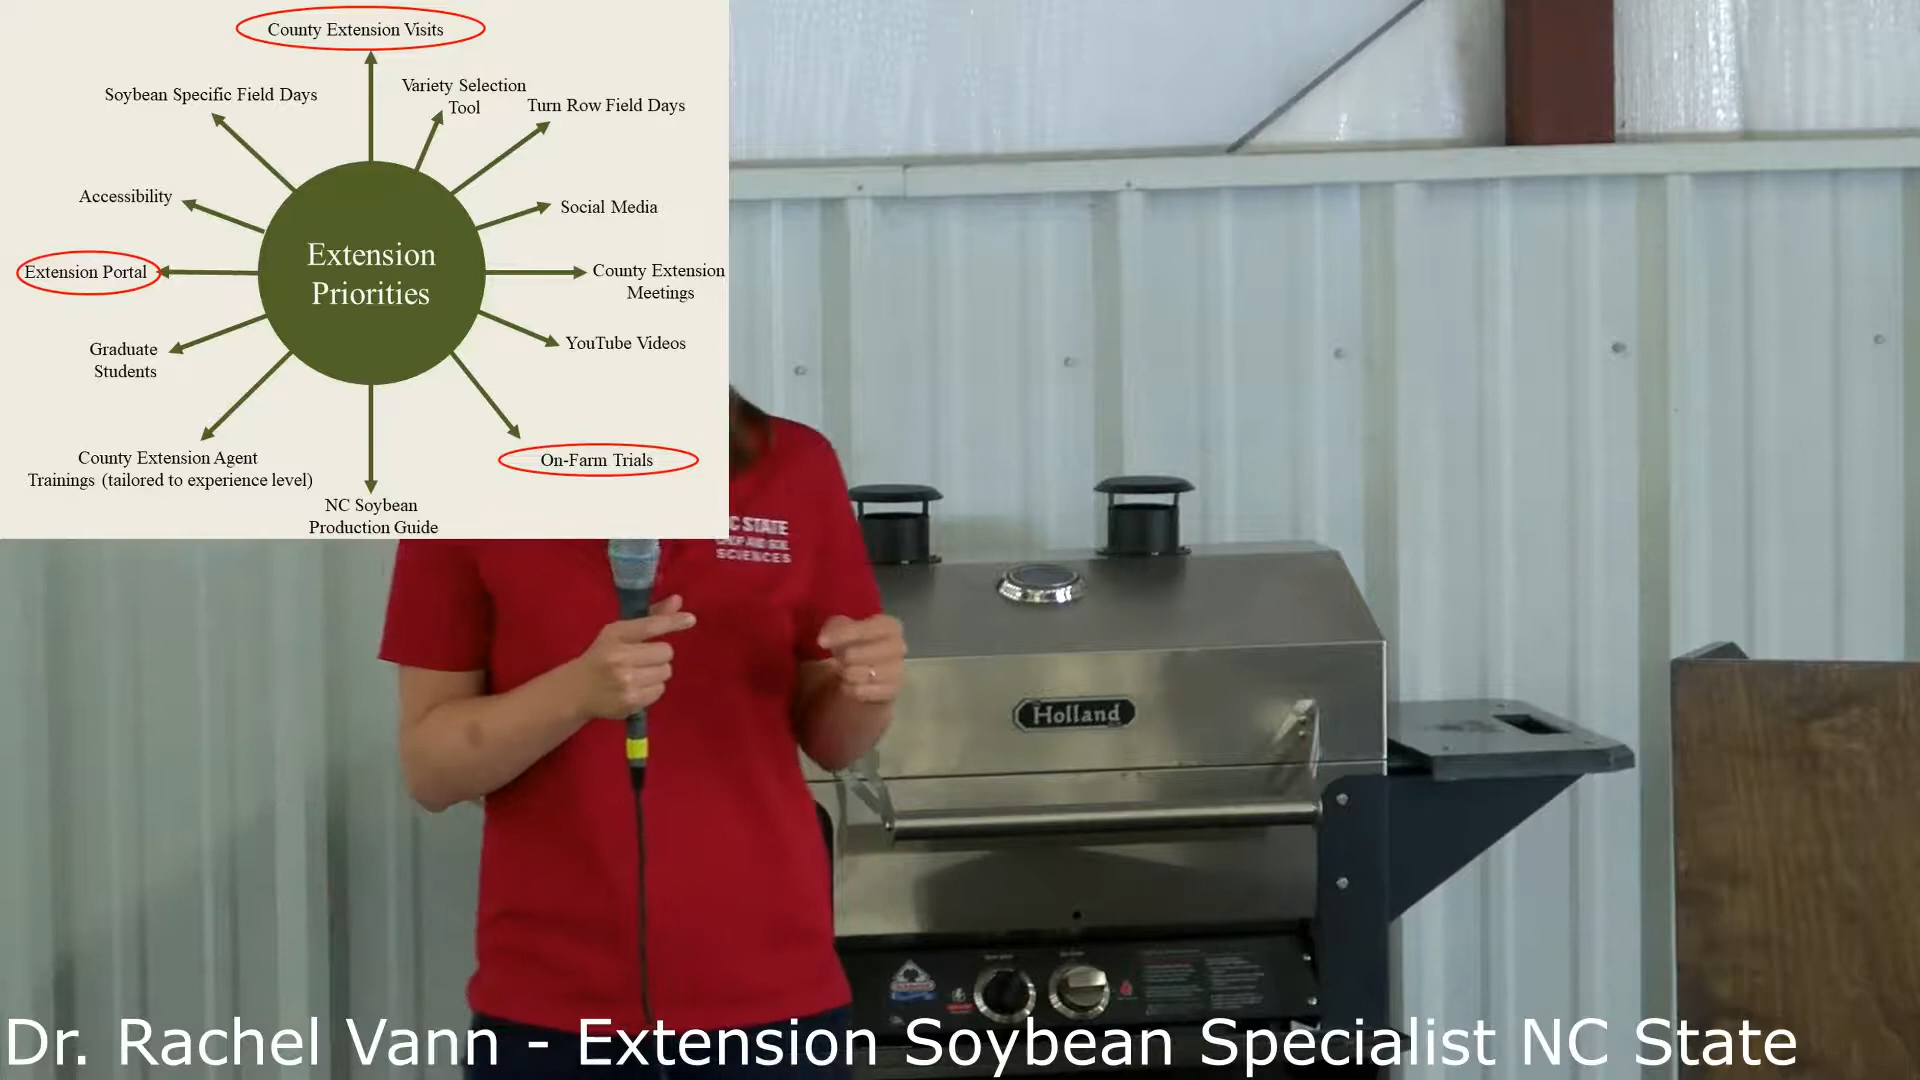 County Extension Visits
Variety Selection
Tool
Soybean Specific Field Days
Turn Row Field Days
Accessibility
Social Media
Extension
Priorities
Extension Portal
County Extension
Meetings
Graduate
Students
YouTube Videos
County Extension Agent
Trainings (tailored to experience level)
On-Farm Trials
NC Soybean
Production Guide
C STATE
SCIENCES
Holland
Dr. Rachel Vann - Extension Soybean Specialist NC State